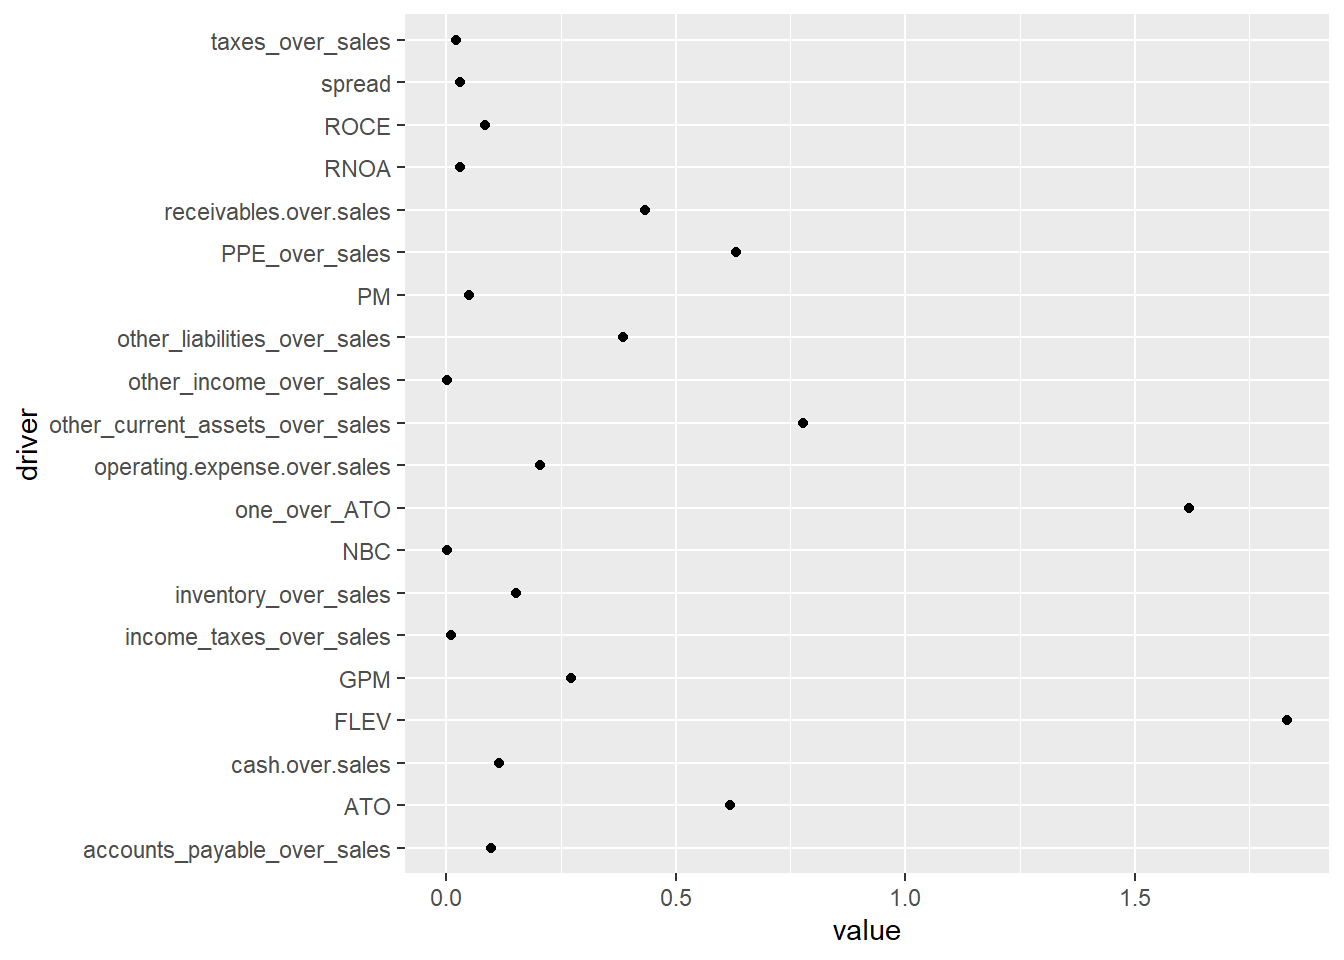 taxes_over_sales
spread
ROCE
RNOA
receivables.over.sales
PPE_over_sales
PM
other_liabilities_over_sales
other_income_over_sales
other_current_assets_over_sales
operating.expense.over.sales
one_over_ATO
NBC
inventory_over_sales
income_taxes_over_sales
GPM
FLEV
cash.over.sales
ATO
accounts_payable_over_sales
driver
0.0 0.5 1.0 1.5
value